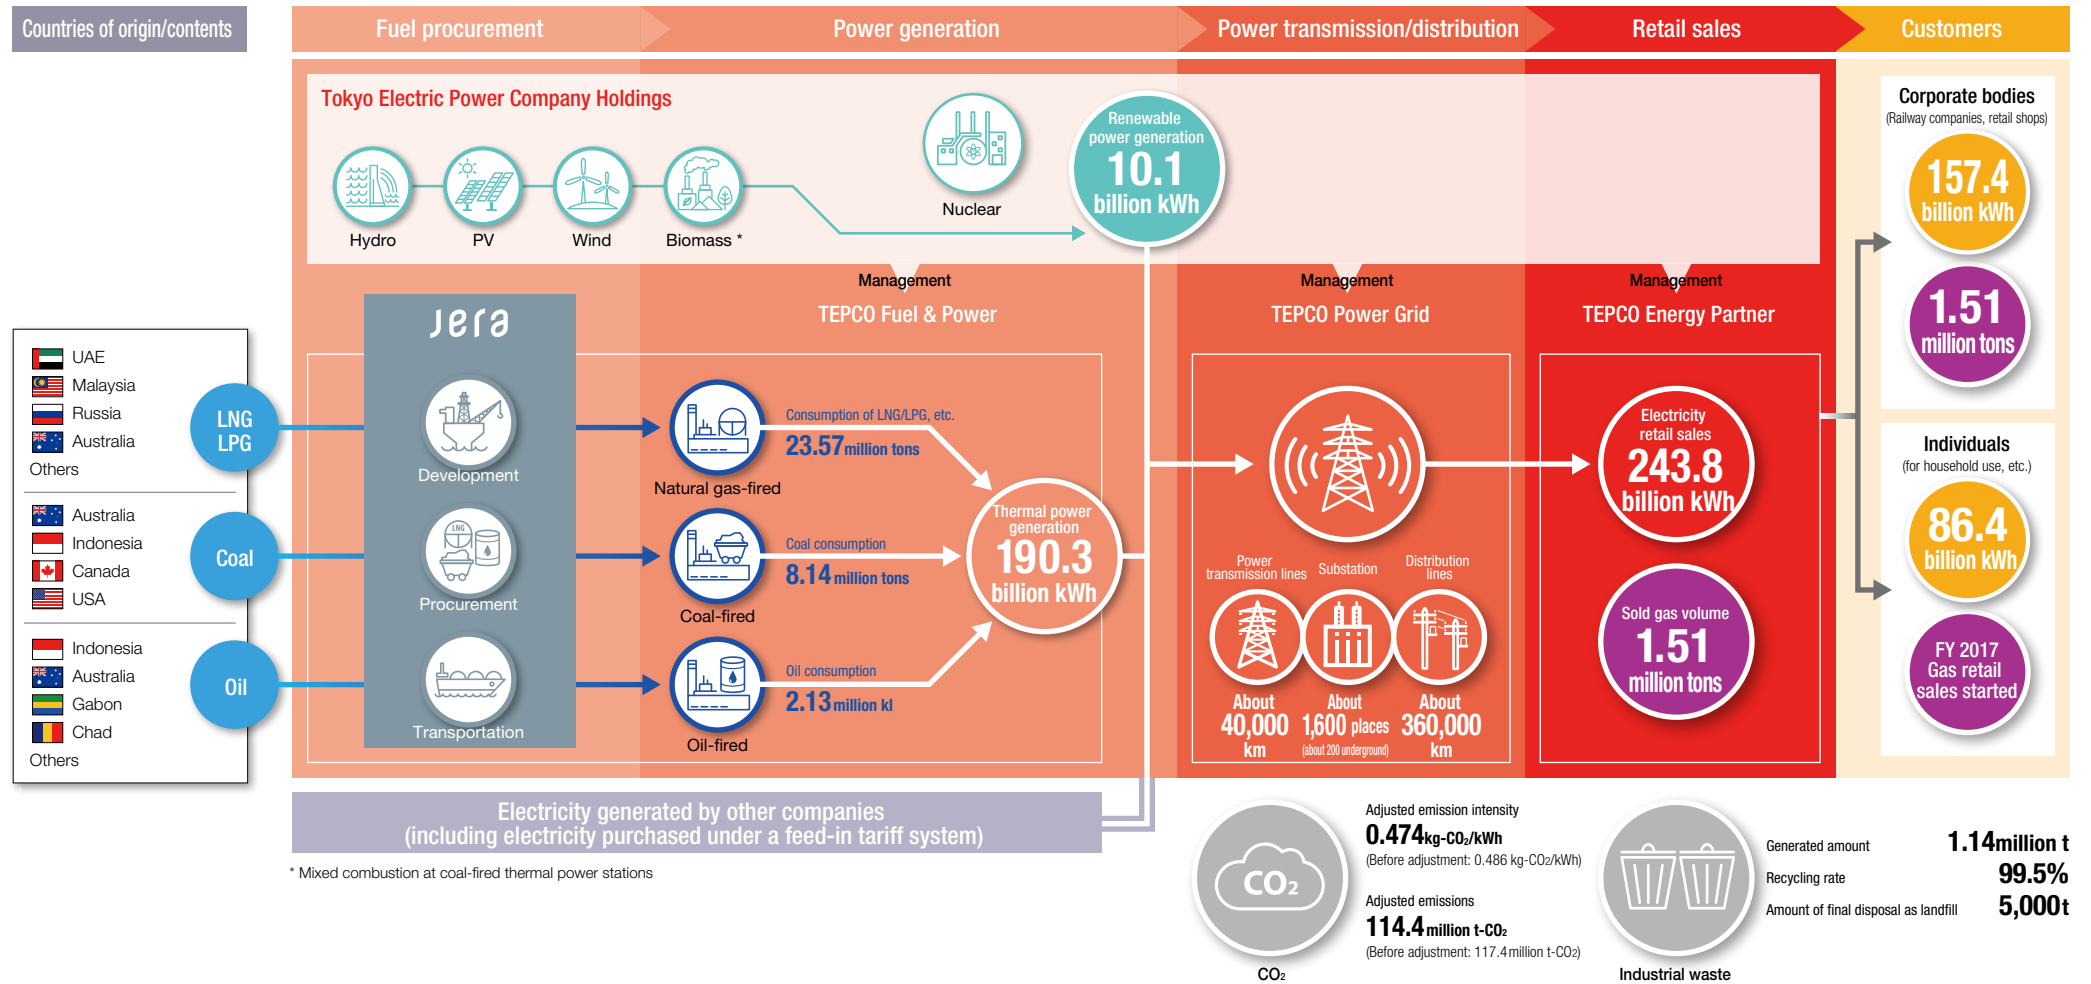 Countries of origin/contents
Fuel procurement
Power generation
Power transmission/distribution
Retail sales
Customers
Tokyo Electric Power Company Holdings
Hydro
PV
Wind
Biomass *
Nuclear
Renewable
power generation
10.1
billion kWh
Management
TEPCO Fuel & Power
Management
TEPCO Power Grid
Management
TEPCO Energy Partner
Corporate bodies
(Railway companies, retail shops)
157.4
billion kWh
1.51
million tons
Individuals
(for household use, etc.)
86.4
billion kWh
FY 2017
Gas retail
sales started
UAE
Malaysia
Russia
Australia
Others
LNG
LPG
Australia
Indonesia
Canada
USA
Coal
Indonesia
Australia
Gabon
Chad
Others
Oil
Jera
Development
LNG
Procurement
Transportation
Natural gas-fired
Consumption of LNG/LPG, etc.
23.57 million tons
Coal-fired
Coal consumption
8.14 million tons
Oil-fired
Oil consumption
2.13 million kl
Thermal power
generation
190.3
billion kWh
Power
transmission lines
Substation
Distribution
lines
About
40,000
km
About
1,600 places
(about 200 underground)
About
360,000
km
Electricity
retail sales
243.8
billion kWh
Sold gas volume
1.51
million tons
Electricity generated by other companies
(including electricity purchased under a feed-in tariff system)
* Mixed combustion at coal-fired thermal power stations
CO2
CO2
Adjusted emission intensity
0.474kg-CO2/kWh
(Before adjustment: 0.486 kg-CO2/kWh)
Adjusted emissions
114.4 million t-CO2
(Before adjustment: 117.4 million t-CO2)
Industrial waste
Generated amount 1.14million t
Recycling rate 99.5%
Amount of final disposal as landfill 5,000t